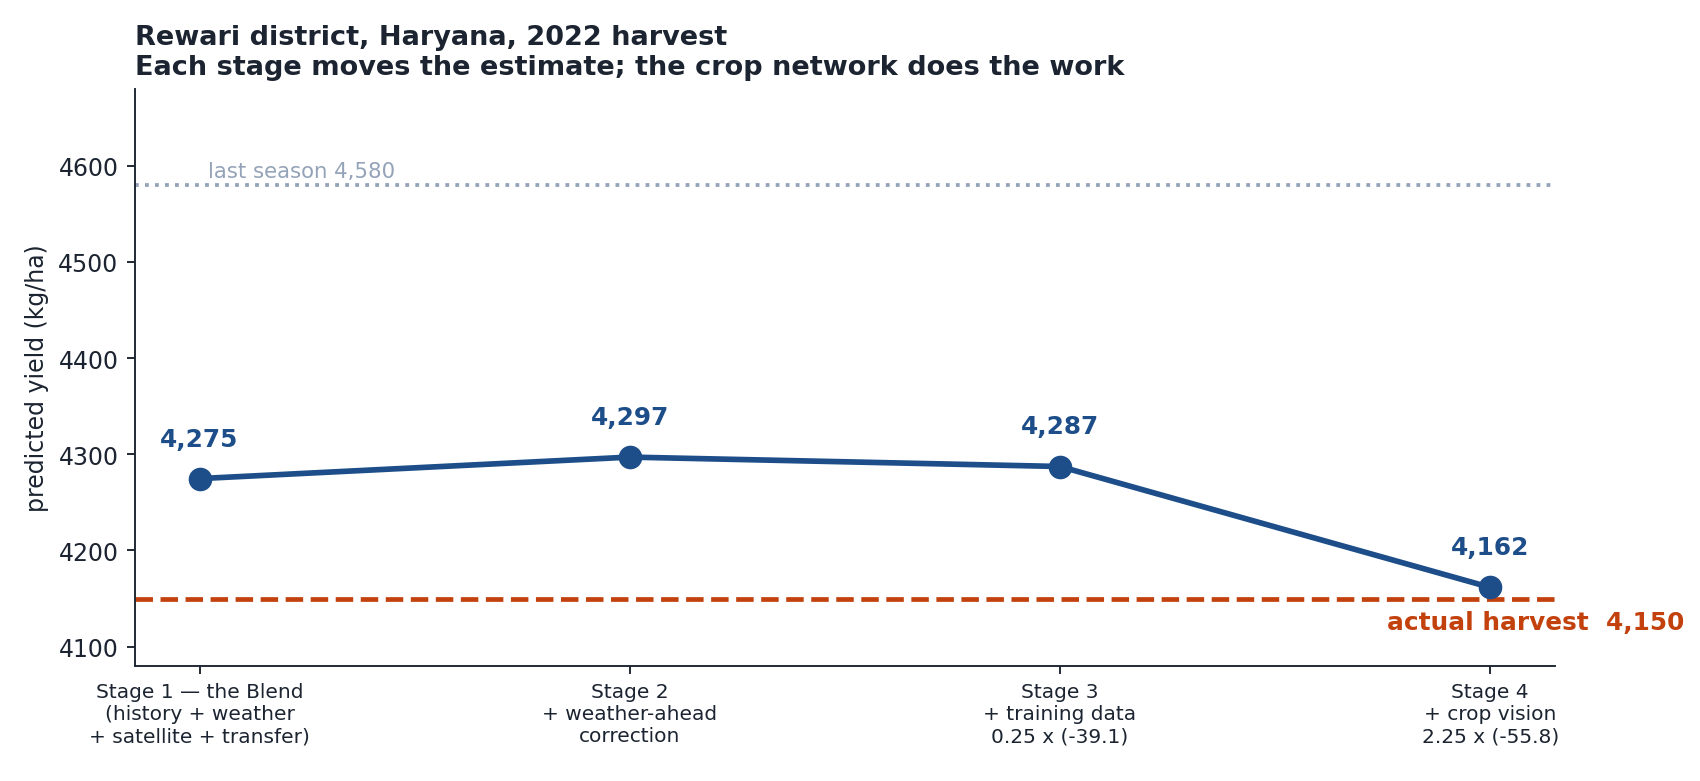 Rewari district, Haryana, 2022 harvest
Each stage moves the estimate; the crop network does the work
predicted yield (kg/ha)
4600
4500
4400
4300
4200
4100
last season 4,580
4,275
4,297
4,287
4,162
actual harvest 4,150
Stage 1 — the Blend
(history + weather
+ satellite + transfer)
Stage 2
+ weather-ahead
correction
Stage 3
+ training data
0.25 x (-39.1)
Stage 4
+ crop vision
2.25 x (-55.8)